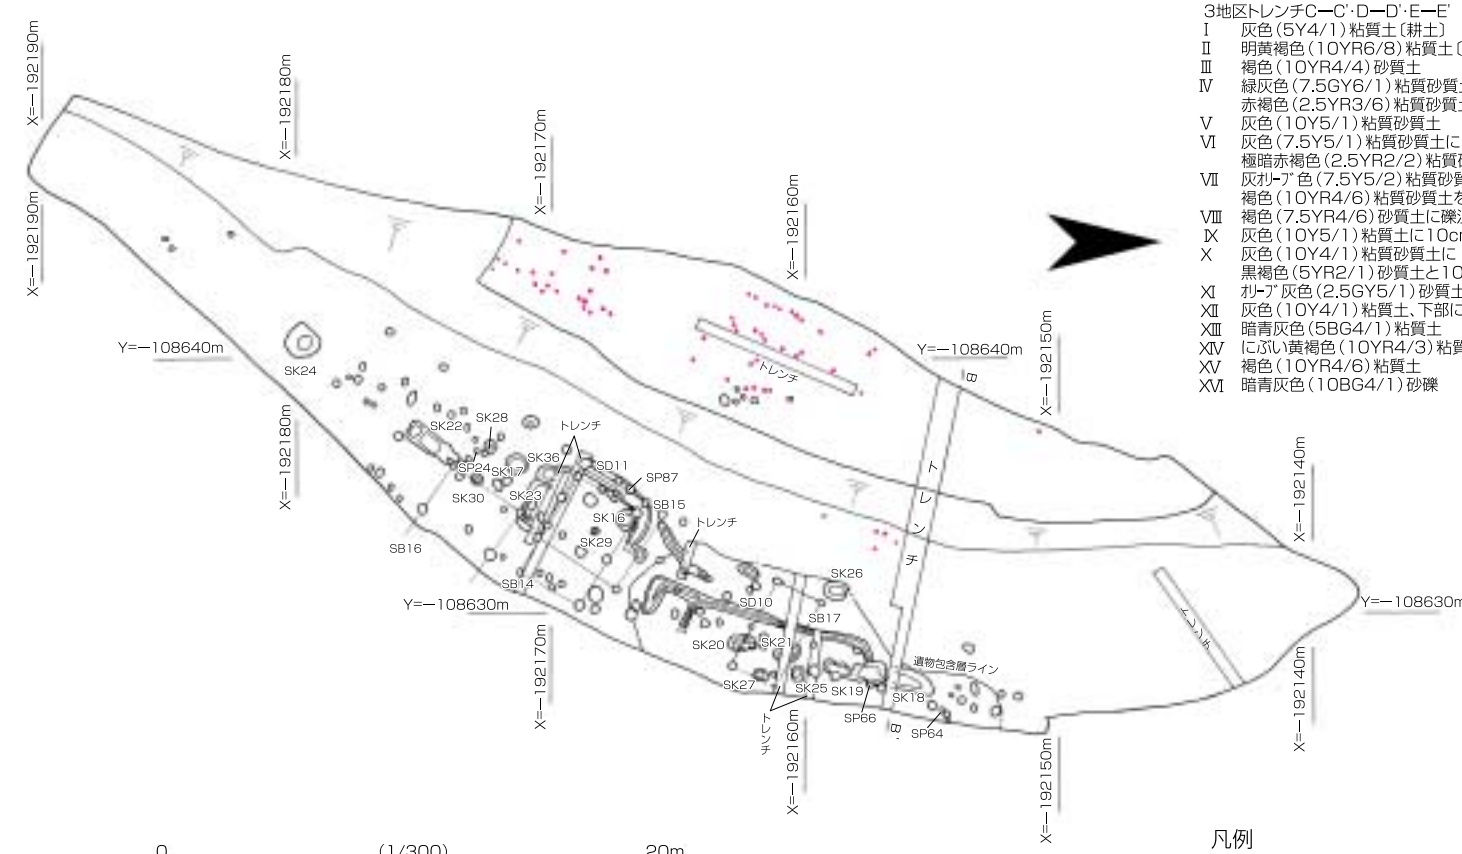 3地区トレンチC―C'・D―D'・E―E'
Ⅰ 灰色(5Y4/1)粘質土〔耕土〕
Ⅱ 明黄褐色(10YR6/8)粘質土〔
Ⅲ 褐色(10YR4/4)砂質土
Ⅳ 緑灰色(7.5GY6/1)粘質砂質土
赤褐色(2.5YR3/6)粘質砂質土
Ⅴ 灰色(10Y5/1)粘質砂質土
Ⅵ 灰色(7.5Y5/1)粘質砂質土に
極暗赤褐色(2.5YR2/2)粘質砂
Ⅶ 灰オリーブ色(7.5Y5/2)粘質砂質
褐色(10YR4/6)粘質砂質土を
Ⅷ 褐色(7.5YR4/6)砂質土に礫
Ⅸ 灰色(10Y5/1)粘質土に10c
Ⅹ 灰色(10Y4/1)粘質砂質土に
黒褐色(5YR2/1)砂質土と10
ⅩⅠ オリーブ灰色(2.5GY5/1)砂質土
ⅩⅡ 灰色(10Y4/1)粘質土、下部に
ⅩⅢ 暗青灰色(5BG4/1)粘質土
ⅩⅣ にぶい黄褐色(10YR4/3)粘質
ⅩⅤ 褐色(10YR4/6)粘質土
ⅩⅥ 暗青灰色(10BG4/1)砂礫
X=―192190m
X=―192180m
X=―192170m
X=―192160m
X=―192150m
X=―192140m
X=―192190m
Y=―108640m
Y=―108640m
トレンチ
B
トレンチ
SK24
X=―192180m
SK22
SK28
SP24
SK17
SK30
SK36
トレンチ
SD11
SP87
SK23
SB15
SK16
SK29
トレンチ
SB16
SB14
Y=―108630m
SK26
SD10
SB17
SK20
SK21
Y=―108630m
トレンチ
遺物包含層ライン
X=―192170m
SK27
SK25
SK19
SK18
SP66
SP64
B'
トレンチ
X=―192160m
X=―192150m
X=―192140m
凡例
0 (1/300) 20m